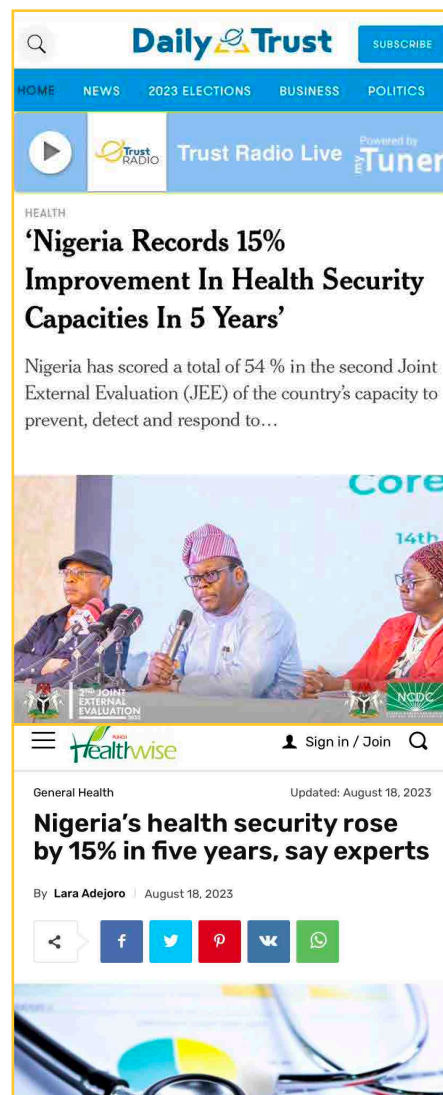 Daily Trust
SUBSCRIBE
HOME NEWS 2023 ELECTIONS BUSINESS POLITICS
Trust
RADIO
Trust Radio Live
Powered by
myTuner
HEALTH
‘Nigeria Records 15%
Improvement In Health Security
Capacities In 5 Years’
Nigeria has scored a total of 54 % in the second Joint
External Evaluation (JEE) of the country’s capacity to
prevent, detect and respond to…
Core
14th
2ND JOINT
EXTERNAL
EVALUATION
2023
NCDC
PUNCH
Healthwise
Sign in / Join
General Health
Updated: August 18, 2023
Nigeria’s health security rose
by 15% in five years, say experts
By Lara Adejoro
August 18, 2023